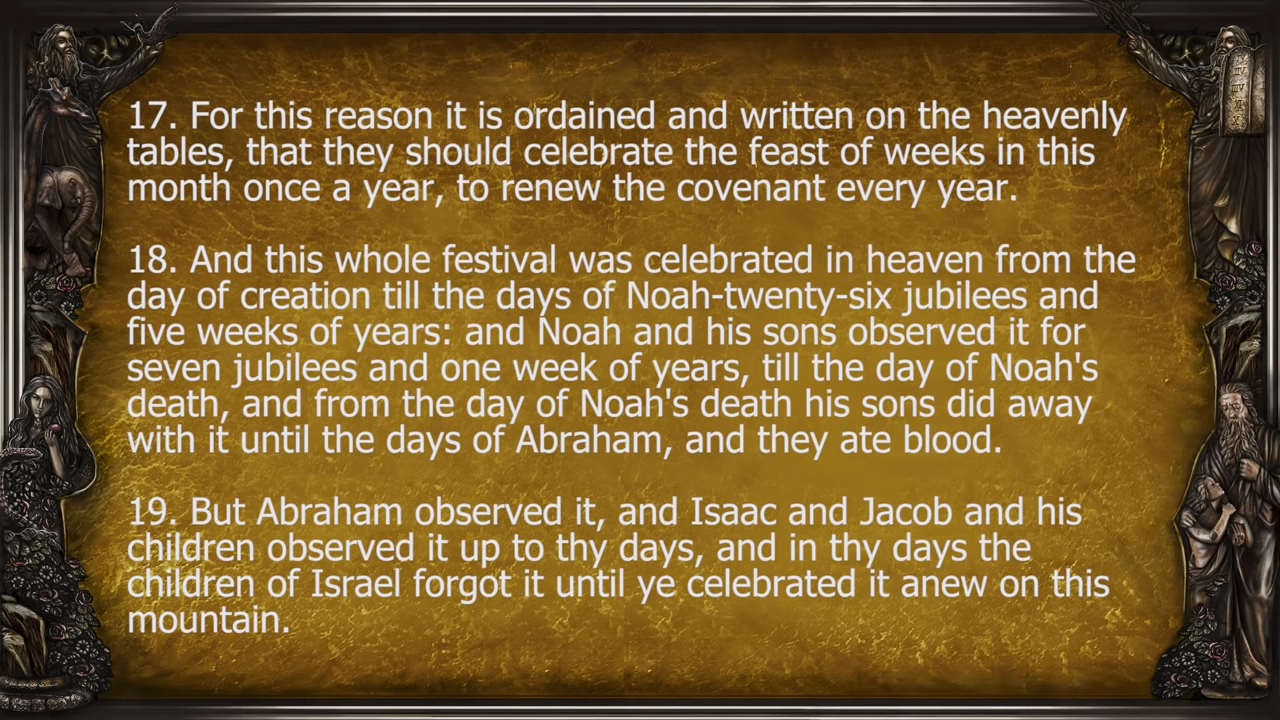 17. For this reason it is ordained and written on the heavenly
tables, that they should celebrate the feast of weeks in this
month once a year, to renew the covenant every year.
18. And this whole festival was celebrated in heaven from the
day of creation till the days of Noah-twenty-six jubilees and
five weeks of years: and Noah and his sons observed it for
seven jubilees and one week of years, till the day of Noah's
death, and from the day of Noah's death his sons did away
with it until the days of Abraham, and they ate blood.
19. But Abraham observed it, and Isaac and Jacob and his
children observed it up to thy days, and in thy days the
children of Israel forgot it until ye celebrated it anew on this
mountain.